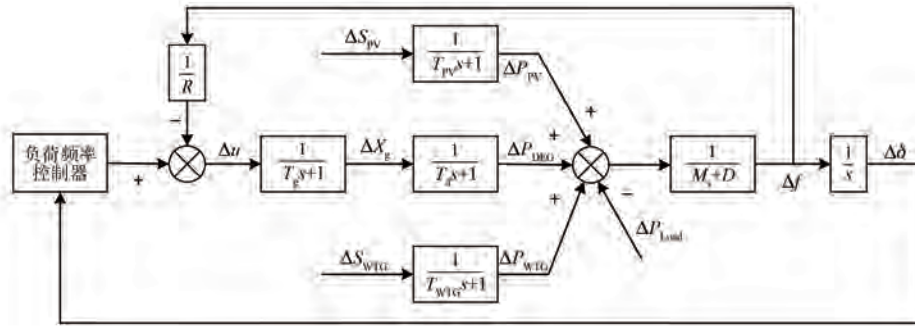 ΔS_PV
1/(T_PV s+1)
ΔP_PV
1/R
−
+
负荷频率
控制器
+
Δu
1/(T_g s+1)
ΔX_g
1/(T_d s+1)
ΔP_DEG
+
+
−
1/(M_s+D)
Δf
1/s
Δδ
ΔP_Load
ΔS_WTG
1/(T_WTG s+1)
ΔP_WTG